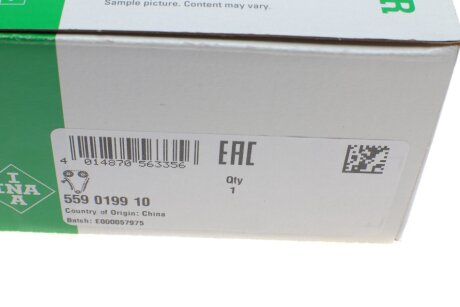 Sample picture. Content may vary.
R
4 014870 563356
EAC
Qty
1
559 0199 10
Country of Origin: China
Batch: E000057975
I
INA
A